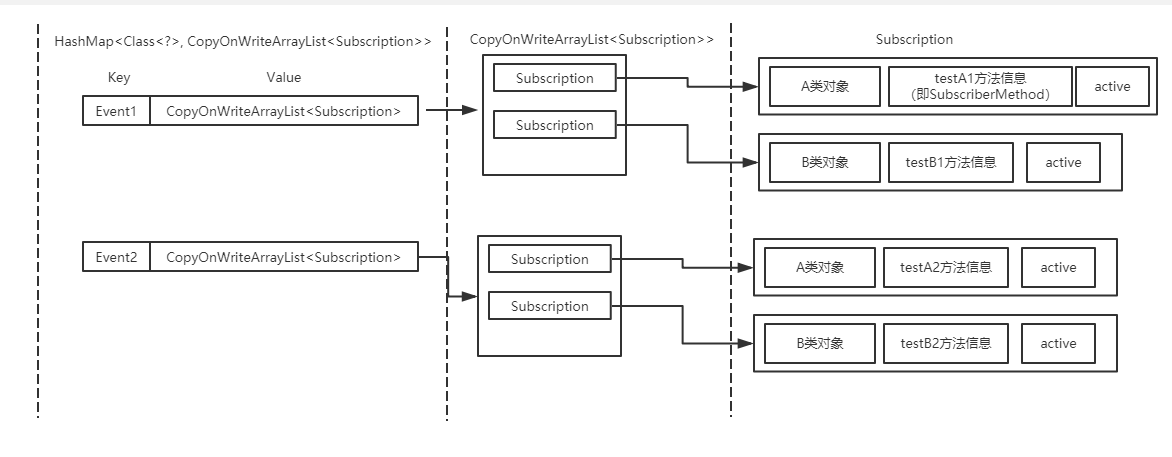 HashMap<Class<?>, CopyOnWriteArrayList<Subscription>>
Key
Value
Event1
CopyOnWriteArrayList<Subscription>
Event2
CopyOnWriteArrayList<Subscription>
CopyOnWriteArrayList<Subscription>>
Subscription
Subscription
Subscription
Subscription
Subscription
A类对象
testA1方法信息
（即SubscriberMethod）
active
B类对象
testB1方法信息
active
A类对象
testA2方法信息
active
B类对象
testB2方法信息
active